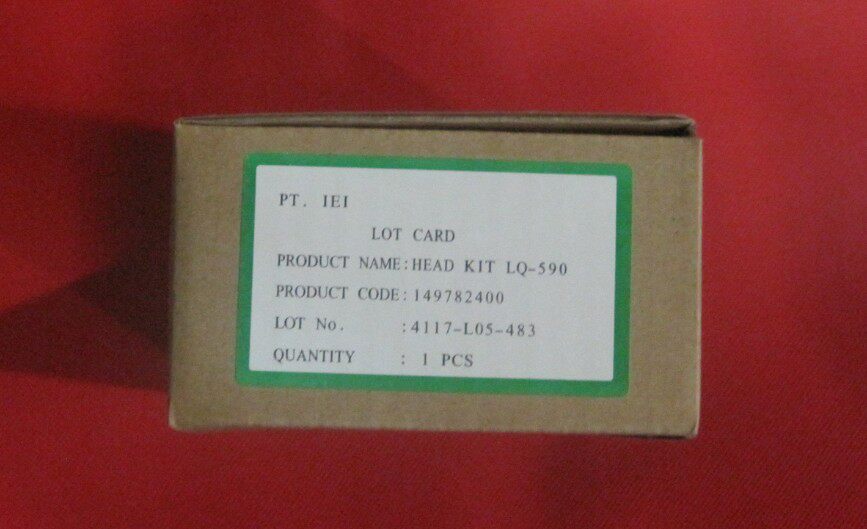 PT. IEI
LOT CARD
PRODUCT NAME:HEAD KIT LQ-590
PRODUCT CODE:149782400
LOT No. :4117-L05-483
QUANTITY : 1 PCS